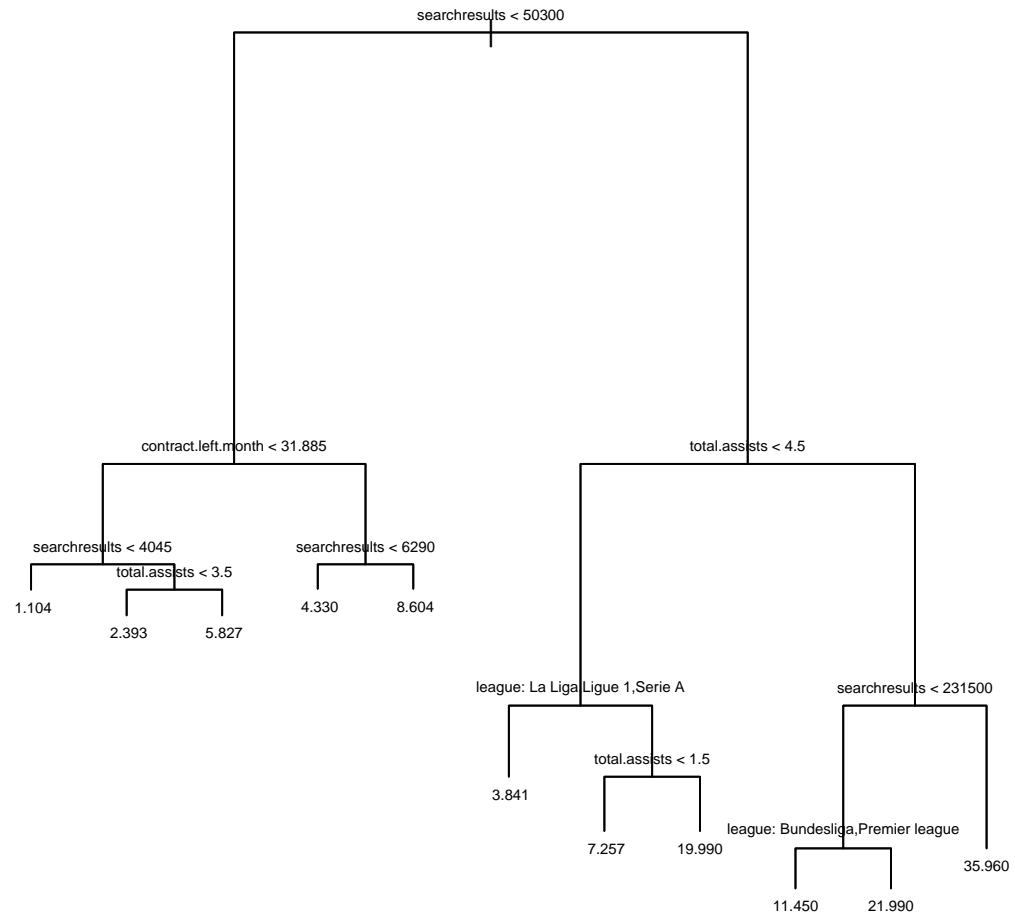 searchresults < 50300
contract.left.month < 31.885
total.assists < 4.5
searchresults < 4045
searchresults < 6290
total.assists < 3.5
1.104
4.330
8.604
2.393
5.827
league: La Liga,Ligue 1,Serie A
searchresults < 231500
total.assists < 1.5
3.841
league: Bundesliga,Premier league
7.257
19.990
35.960
11.450
21.990